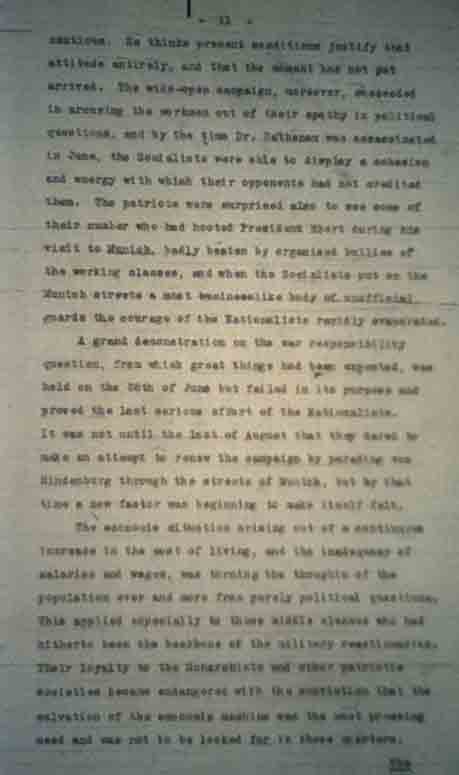 - 11 -
cautious. He thinks present conditions justify that
attitude entirely, and that the moment has not yet
arrived. The wide-open campaign, moreover, succeeded
in arousing the workmen out of their apathy in political
questions, and by the time Dr. Rathenau was assassinated
in June, the Socialists were able to display a cohesion
and energy with which their opponents had not credited
them. The patriots were surprised also to see some of
their number who had hooted President Ebert during his
visit to Munich, badly beaten by organised bullies of
the working classes, and when the Socialists put on the
Munich streets a most businesslike body of unofficial
guards the courage of the Nationalists rapidly evaporated.
A grand demonstration on the war responsibility
question, from which great things had been expected, was
held on the of June but failed in its purpose and
proved the last serious effort of the Nationalists.
It was not until the last of August that they dared to
make an attempt to renew the campaign by parading von
Hindenburg through the streets of Munich, but by that
time a new factor was beginning to make itself felt.
The economic situation arising out of a continuous
increase in the cost of living, and the inadequacy of
salaries and wages, was turning the thoughts of the
population ever and more from purely political questions.
This applied especially to those middle classes who had
hitherto been the backbone of the military reactionaries.
Their loyalty to the Monarchists and other patriotic
societies became endangered with the conviction that the
salvation of the economic machine was the most pressing
need and was not to be looked for in those quarters.
The